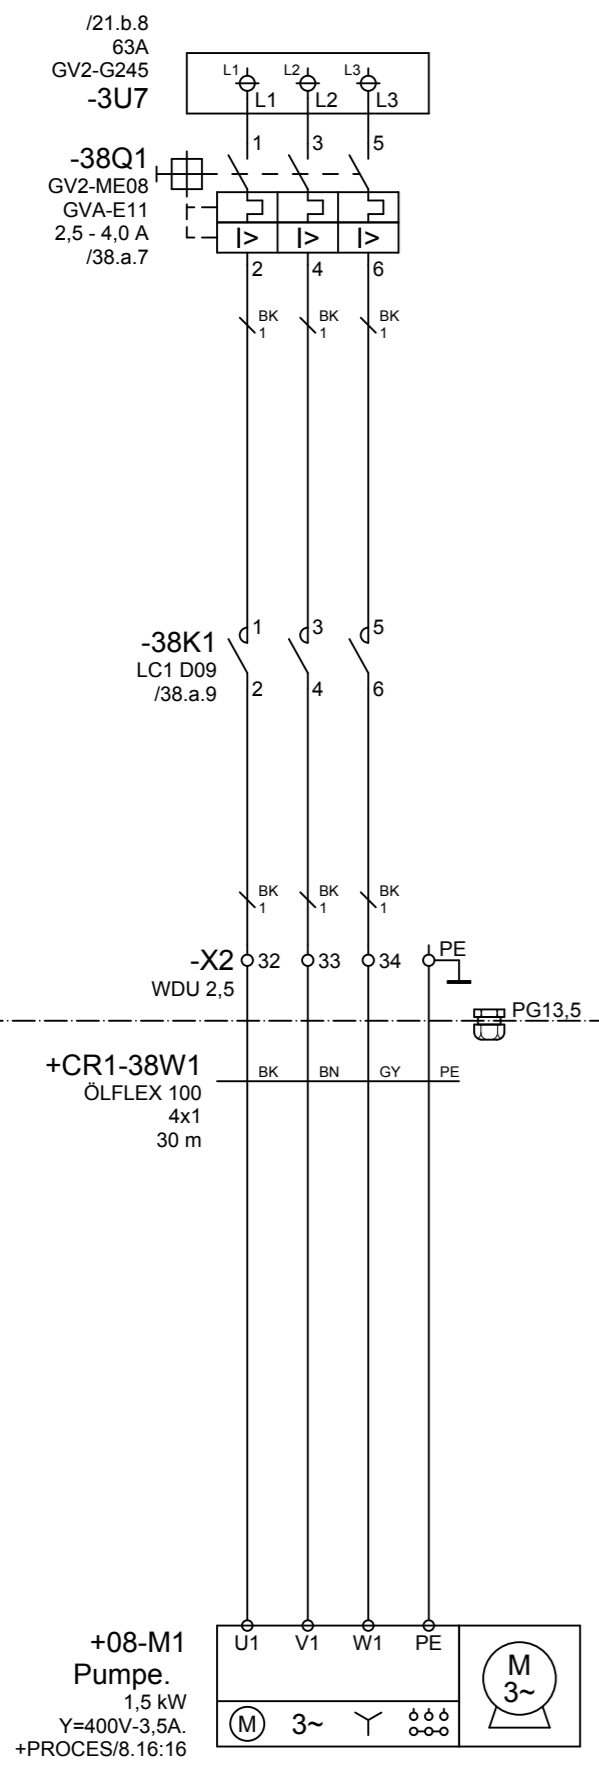 /21.b.8
63A
GV2-G245
-3U7
L1 L2 L3
L1 L2 L3
1 3 5
-38Q1
GV2-ME08
GVA-E11
2,5 - 4,0 A
/38.a.7
I> I> I>
2 4 6
BK BK BK
1 1 1
-38K1
LC1 D09
/38.a.9
1 3 5
2 4 6
BK BK BK
1 1 1
-X2 32 33 34 PE
WDU 2,5
PG13,5
+CR1-38W1
ÖLFLEX 100
4x1
30 m
BK BN GY PE
+08-M1
Pumpe.
1,5 kW
Y=400V-3,5A.
+PROCES/8.16:16
U1 V1 W1 PE
M 3~
M
3~